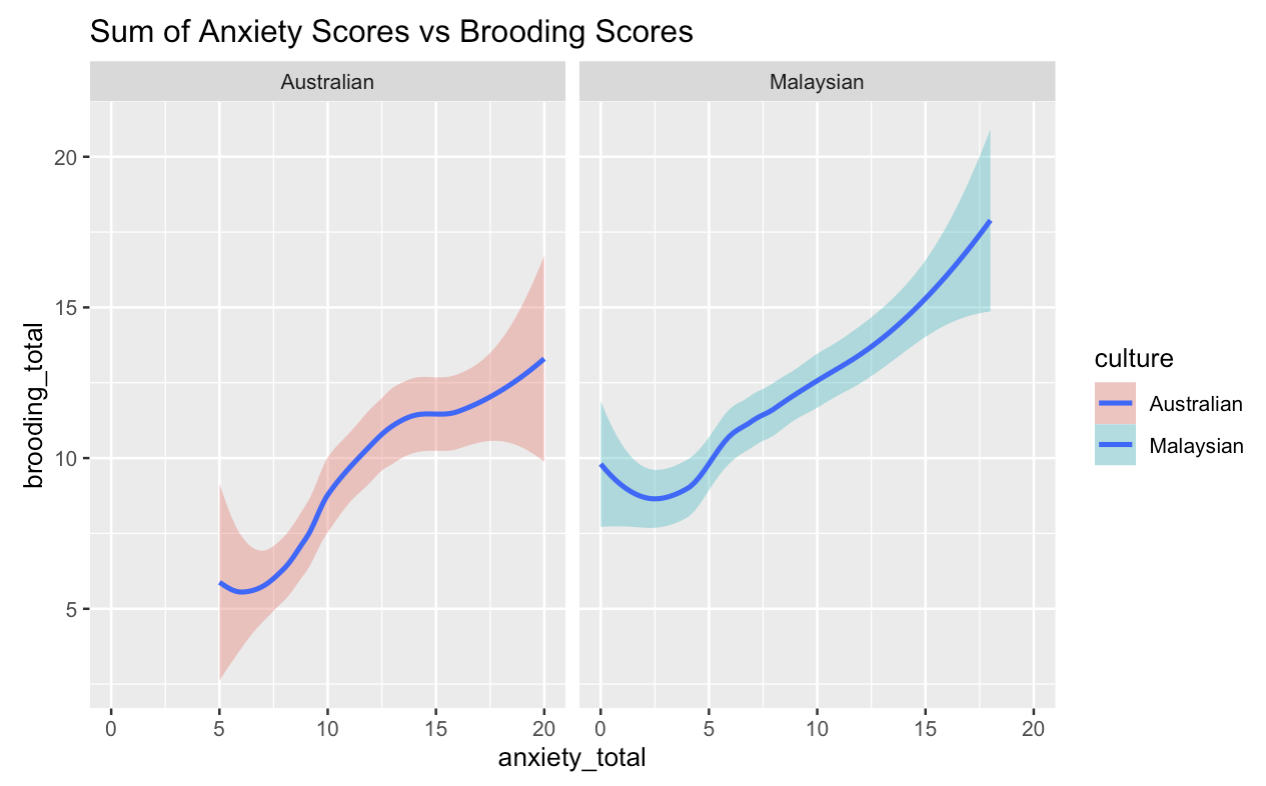 Sum of Anxiety Scores vs Brooding Scores
Australian
Malaysian
20
15
10
5
brooding_total
0 5 10 15 20
0 5 10 15 20
anxiety_total
culture
Australian
Malaysian